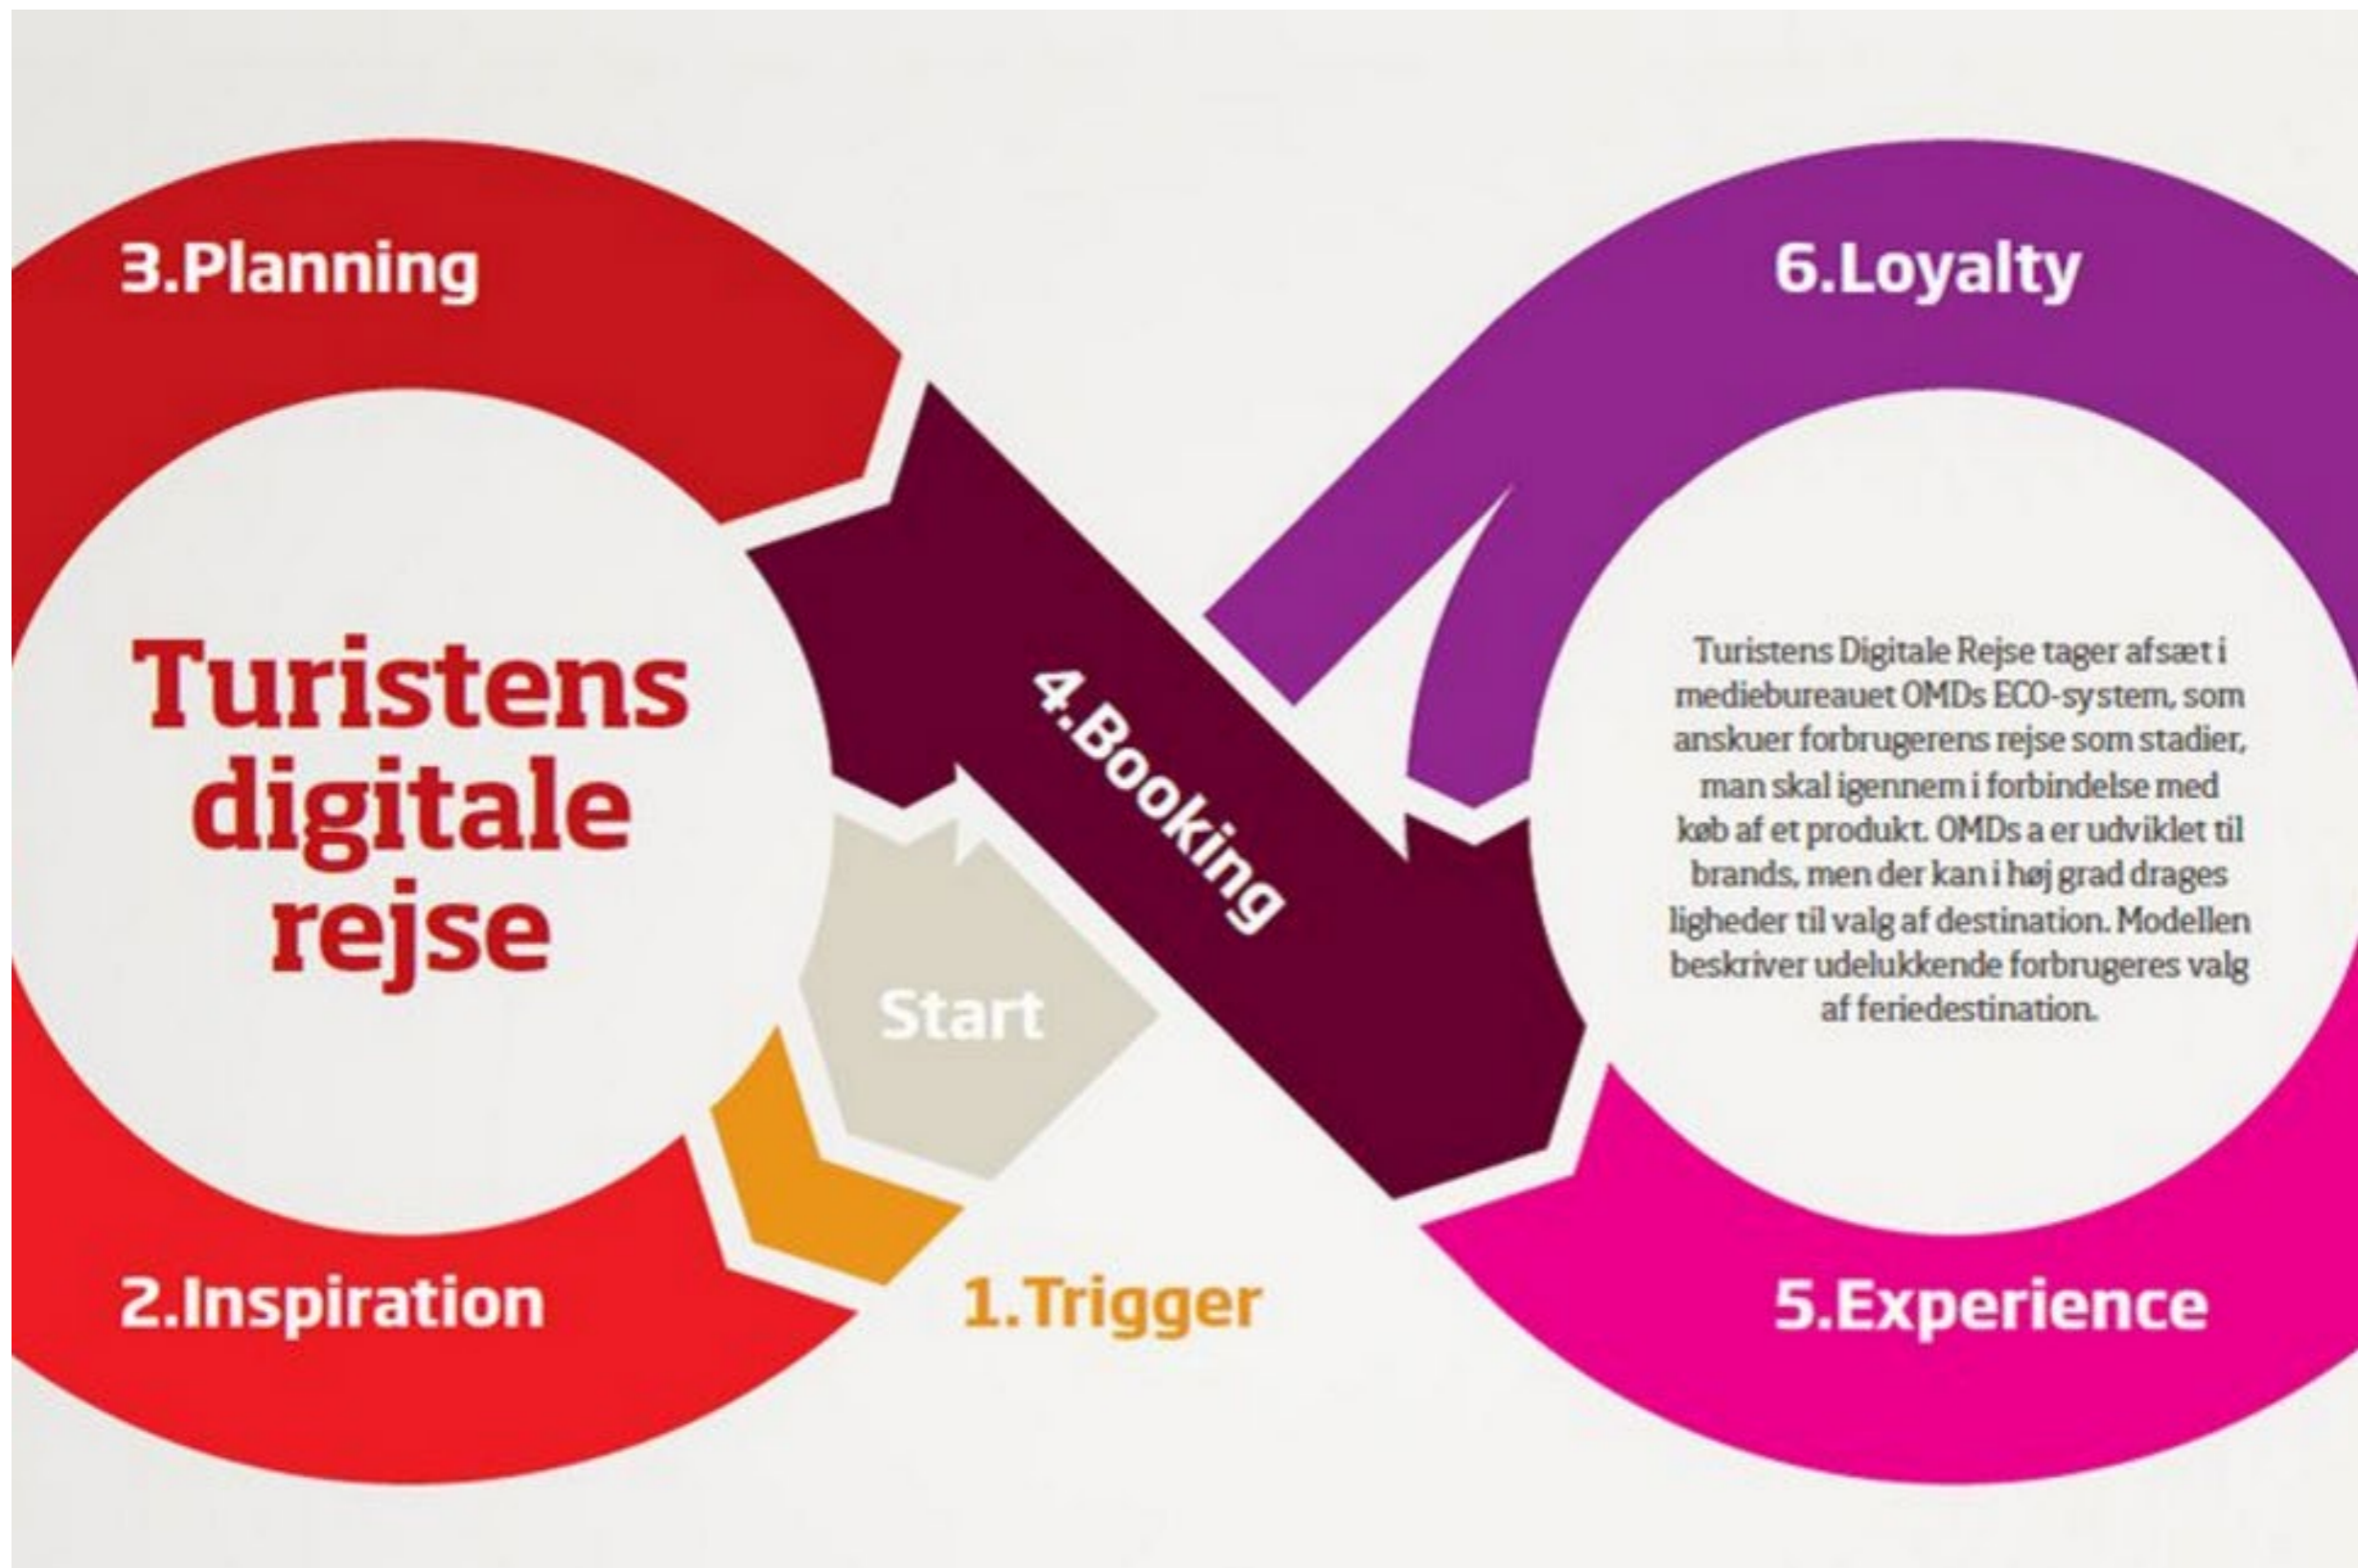 3.Planning
6.Loyalty
Turistens
digitale
rejse
4.Booking
Turistens Digitale Rejse tager afsæt i
mediebureauet OMDs ECO-system, som
anskuer forbrugerens rejse som stadier,
man skal igennem i forbindelse med
køb af et produkt. OMDs a er udviklet til
brands, men der kan i høj grad drages
ligheder til valg af destination. Modellen
beskriver udelukkende forbrugeres valg
af feriedestination.
Start
2.Inspiration
1.Trigger
5.Experience